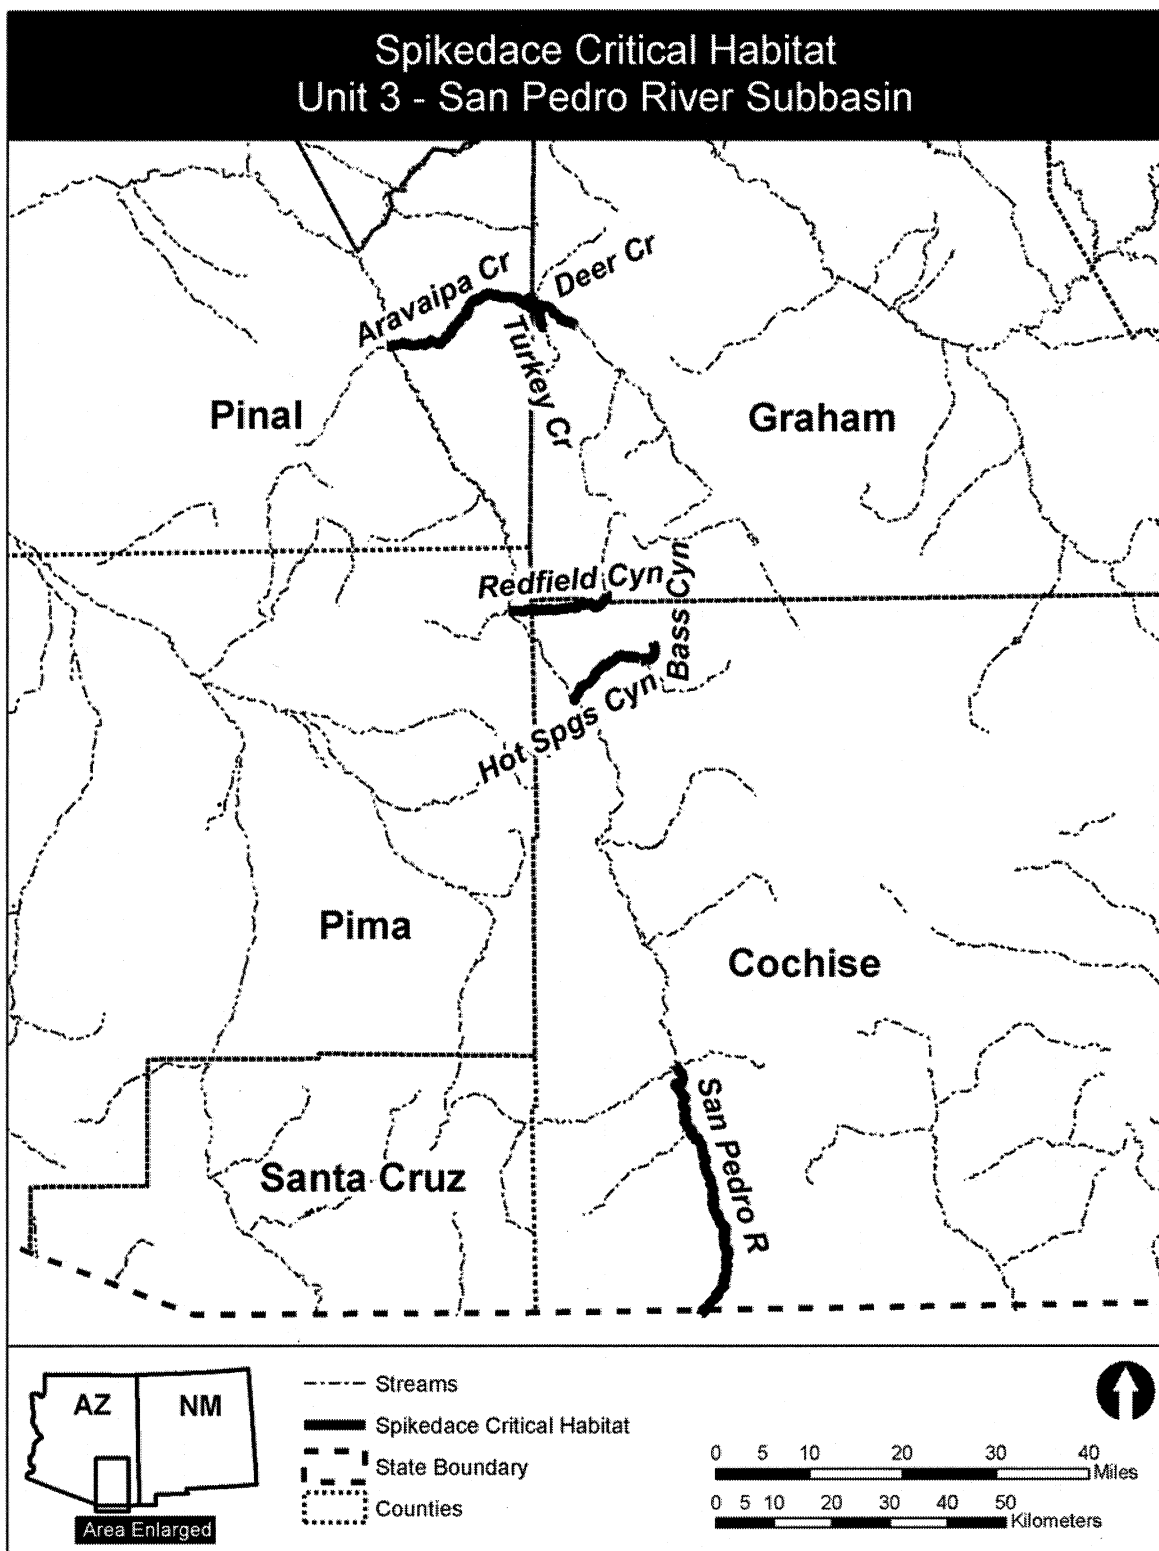 Spikedace Critical Habitat
Unit 3 - San Pedro River Subbasin
Aravaipa Cr
Deer Cr
Turkey Cr
Pinal
Graham
Redfield Cyn
Bass Cyn
Hot Spgs Cyn
Pima
Cochise
San Pedro R
Santa Cruz
AZ
NM
Area Enlarged
Streams
Spikedace Critical Habitat
State Boundary
Counties
0 5 10 20 30 40
Miles
0 5 10 20 30 40 50
Kilometers